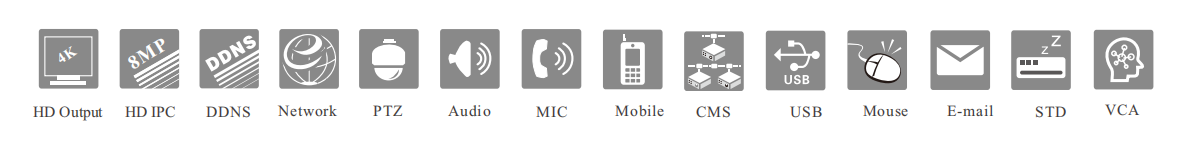 4K 8MP DDNS USB Z Z
HD Output HD IPC DDNS Network PTZ Audio MIC Mobile CMS USB Mouse E-mail STD VCA